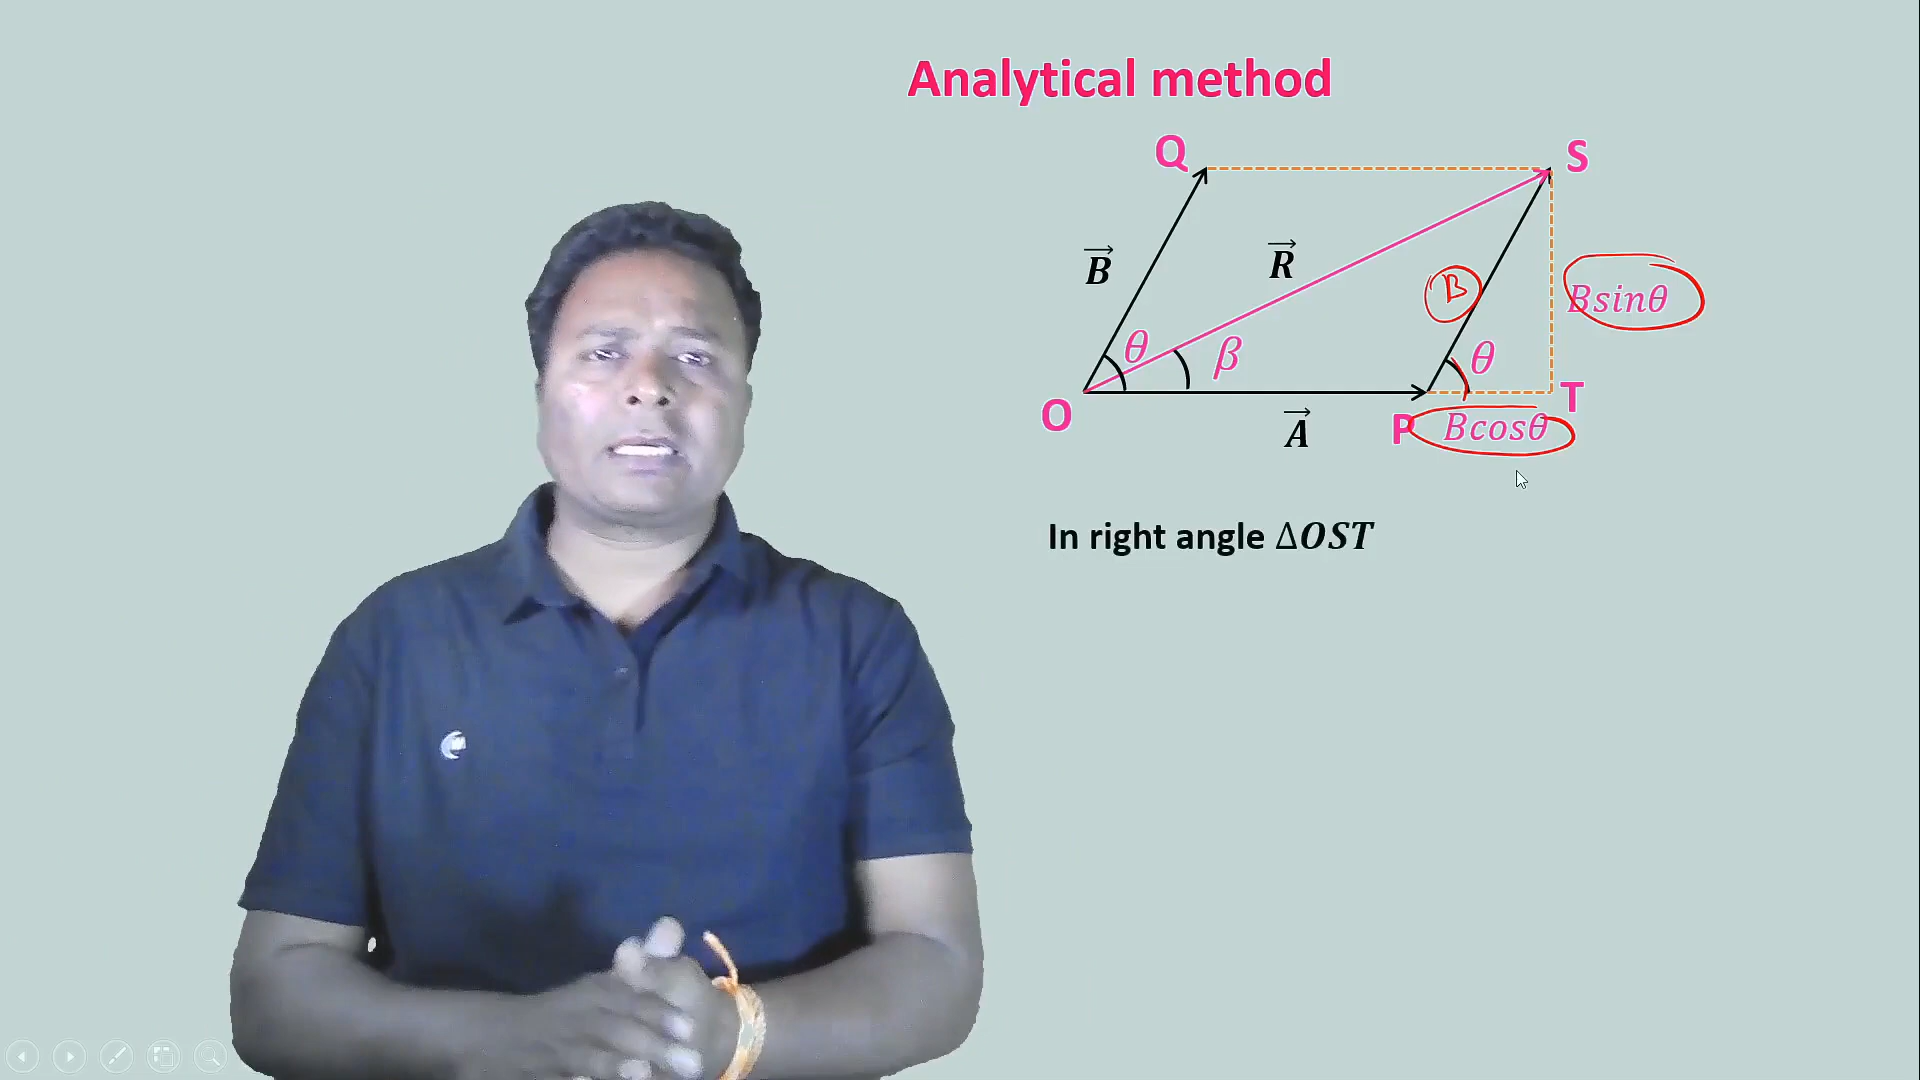 Analytical method
Q
S
B
R
B
Bsinθ
θ
β
θ
O
A
P
Bcosθ
T
In right angle ΔOST